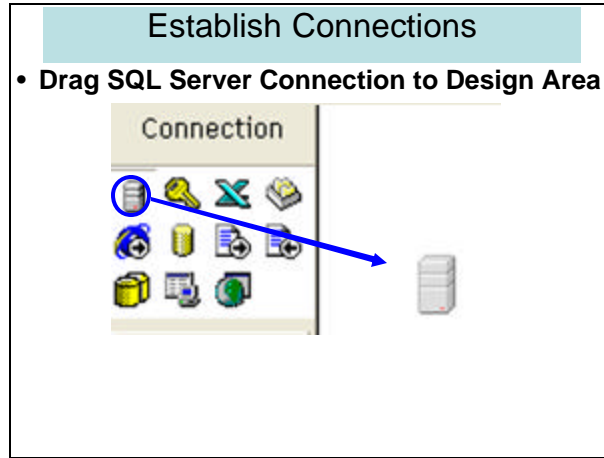 Establish Connections
• Drag SQL Server Connection to Design Area
Connection